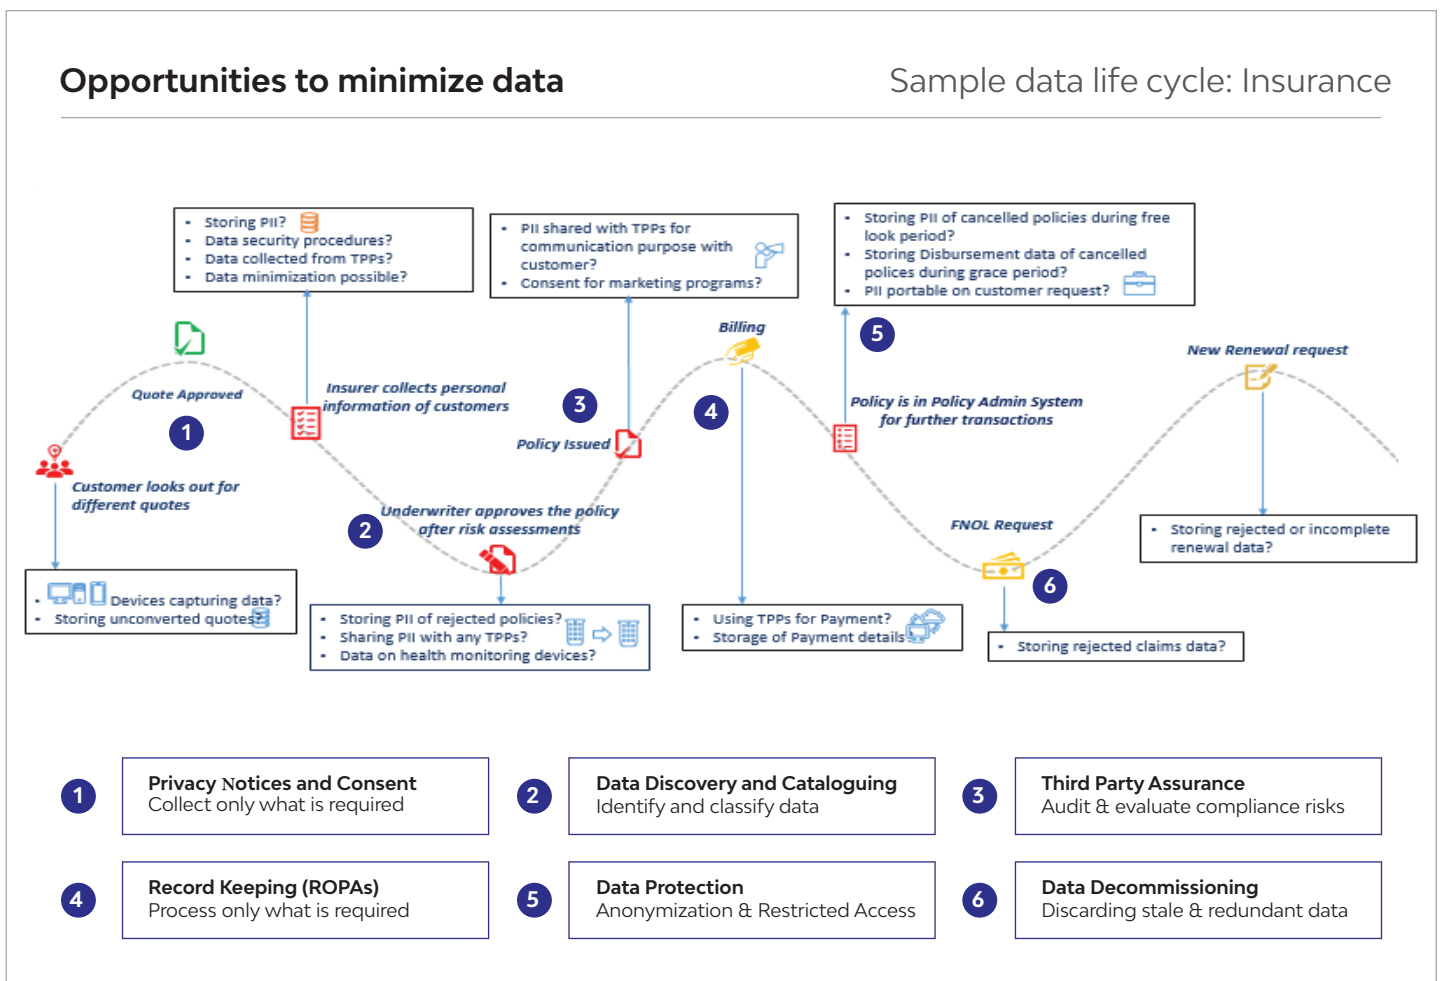 Opportunities to minimize data
Sample data life cycle: Insurance
• Storing PII?
• Data security procedures?
• Data collected from TPPs?
• Data minimization possible?
• PII shared with TPPs for
communication purpose with
customer?
• Consent for marketing programs?
• Storing PII of cancelled policies during free
look period?
• Storing Disbursement data of cancelled
polices during grace period?
• PII portable on customer request?
Quote Approved
1
Insurer collects personal
information of customers
3
Policy Issued
Billing
4
5
Policy is in Policy Admin System
for further transactions
New Renewal request
Customer looks out for
different quotes
2
Underwriter approves the policy
after risk assessments
FNOL Request
6
• Devices capturing data?
• Storing unconverted quotes?
• Storing PII of rejected policies?
• Sharing PII with any TPPs?
• Data on health monitoring devices?
• Using TPPs for Payment?
• Storage of Payment details
• Storing rejected claims data?
• Storing rejected or incomplete
renewal data?
1
Privacy Notices and Consent
Collect only what is required
2
Data Discovery and Cataloguing
Identify and classify data
3
Third Party Assurance
Audit & evaluate compliance risks
4
Record Keeping (ROPAs)
Process only what is required
5
Data Protection
Anonymization & Restricted Access
6
Data Decommissioning
Discarding stale & redundant data